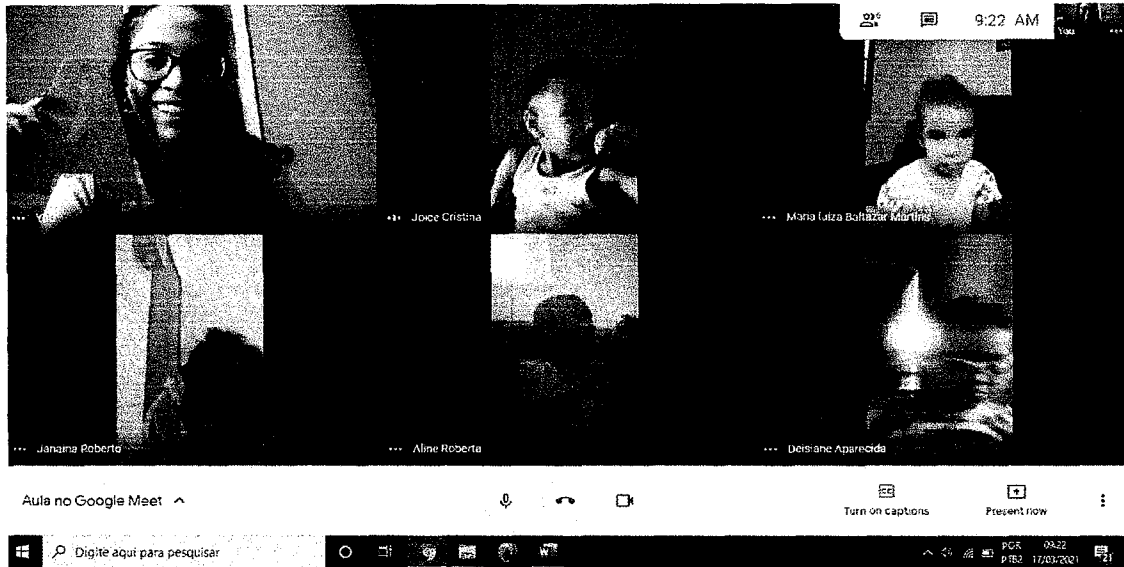 9:22 AM
You
Joice Cristina
Maria Luiza Baltazar Martins
Janaina Roberto
Aline Roberta
Deisiane Aparecida
Aula no Google Meet
Turn on captions
Present now
Digite aqui para pesquisar
POR 09:22
PTB2 17/03/2021
21